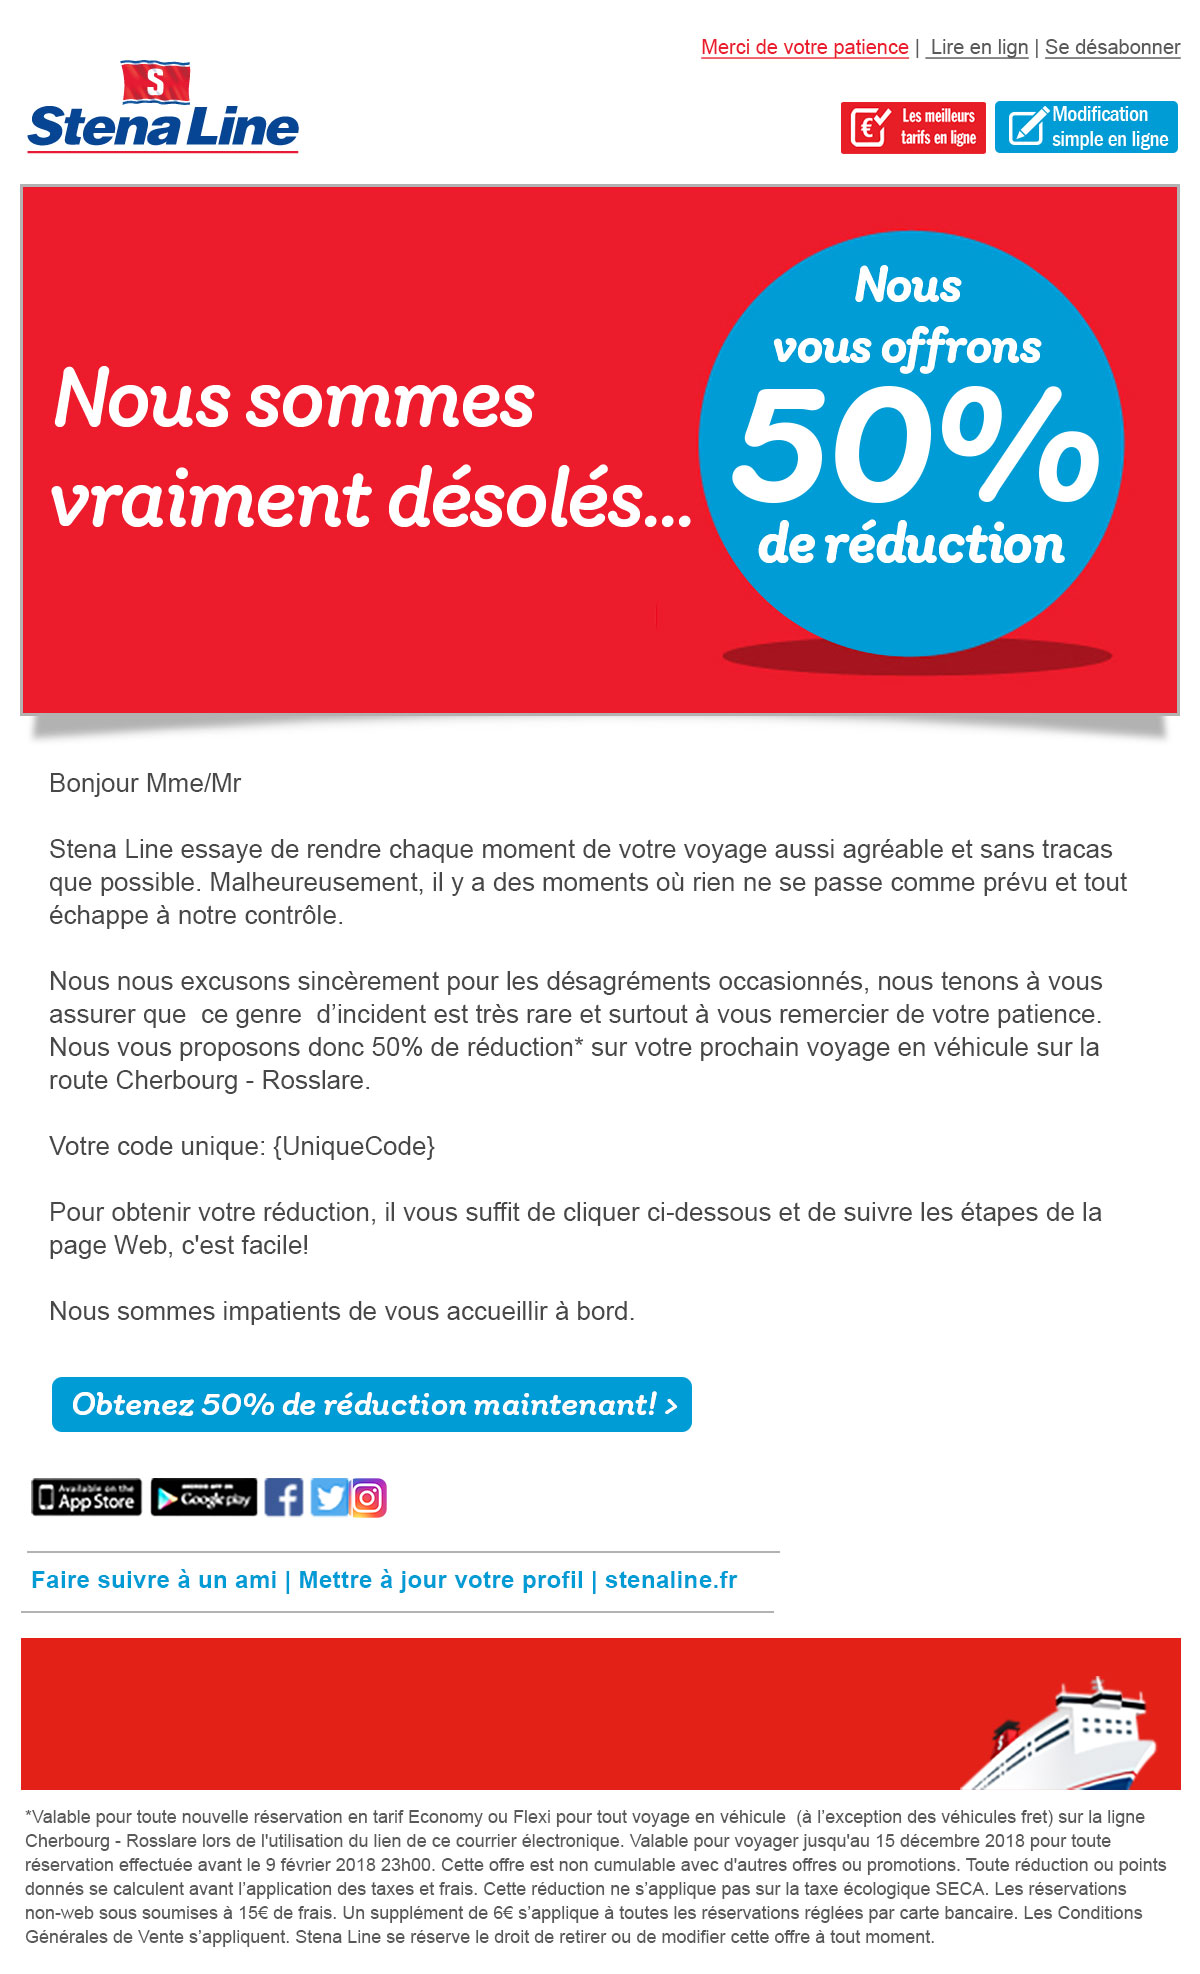 Merci de votre patience | Lire en lign | Se désabonner
S
Stena Line
€ Les meilleurs
tarifs en ligne
Modification
simple en ligne
Nous sommes
vraiment désolés...
Nous
vous offrons
50%
de réduction
Bonjour Mme/Mr
Stena Line essaye de rendre chaque moment de votre voyage aussi agréable et sans tracas
que possible. Malheureusement, il y a des moments où rien ne se passe comme prévu et tout
échappe à notre contrôle.
Nous nous excusons sincèrement pour les désagréments occasionnés, nous tenons à vous
assurer que  ce genre  d’incident est très rare et surtout à vous remercier de votre patience.
Nous vous proposons donc 50% de réduction* sur votre prochain voyage en véhicule sur la
route Cherbourg - Rosslare.
Votre code unique: {UniqueCode}
Pour obtenir votre réduction, il vous suffit de cliquer ci-dessous et de suivre les étapes de la
page Web, c'est facile!
Nous sommes impatients de vous accueillir à bord.
Obtenez 50% de réduction maintenant! >
Available on the
App Store
ANDROID APP ON
Google play
Faire suivre à un ami | Mettre à jour votre profil | stenaline.fr
*Valable pour toute nouvelle réservation en tarif Economy ou Flexi pour tout voyage en véhicule  (à l’exception des véhicules fret) sur la ligne
Cherbourg - Rosslare lors de l'utilisation du lien de ce courrier électronique. Valable pour voyager jusqu'au 15 décembre 2018 pour toute
réservation effectuée avant le 9 février 2018 23h00. Cette offre est non cumulable avec d'autres offres ou promotions. Toute réduction ou points
donnés se calculent avant l’application des taxes et frais. Cette réduction ne s’applique pas sur la taxe écologique SECA. Les réservations
non-web sous soumises à 15€ de frais. Un supplément de 6€ s’applique à toutes les réservations réglées par carte bancaire. Les Conditions
Générales de Vente s’appliquent. Stena Line se réserve le droit de retirer ou de modifier cette offre à tout moment.